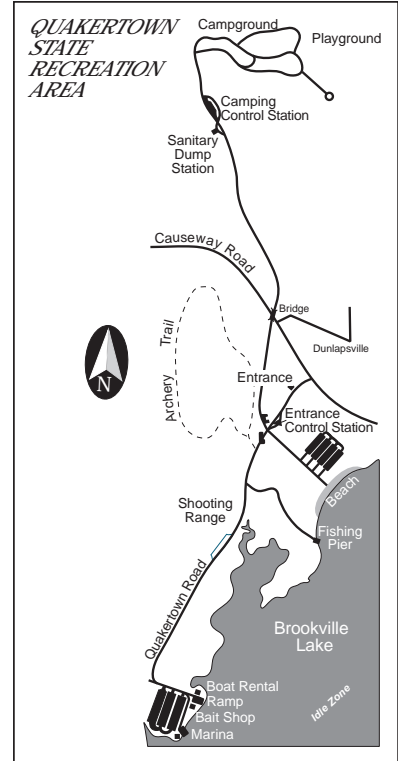 QUAKERTOWN
STATE
RECREATION
AREA
Campground
Playground
Camping
Control Station
Sanitary
Dump
Station
Causeway Road
Bridge
Dunlapsville
Archery Trail
N
Entrance
Entrance
Control Station
Beach
Shooting
Range
Fishing
Pier
Quakertown Road
Brookville
Lake
Idle Zone
Boat Rental
Ramp
Bait Shop
Marina